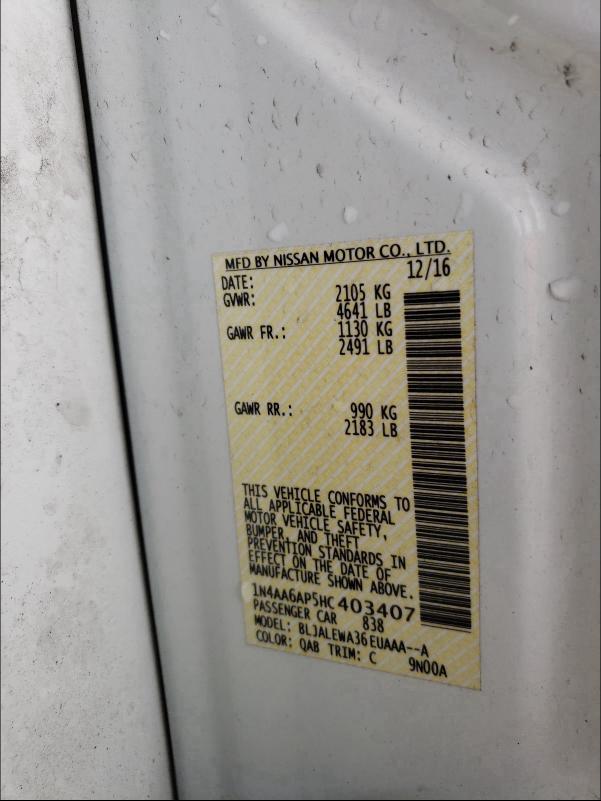 MFD BY NISSAN MOTOR CO., LTD.
DATE: 12/16
GVWR: 2105 KG
4641 LB
GAWR FR.: 1130 KG
2491 LB
GAWR RR.: 990 KG
2183 LB
THIS VEHICLE CONFORMS TO
ALL APPLICABLE FEDERAL
MOTOR VEHICLE SAFETY,
BUMPER, AND THEFT
PREVENTION STANDARDS IN
EFFECT ON THE DATE OF
MANUFACTURE SHOWN ABOVE.
1N4AA6AP5HC403407
PASSENGER CAR 838
MODEL: BLJALEWA36EUAAA--A
COLOR: QAB TRIM: C 9N00A